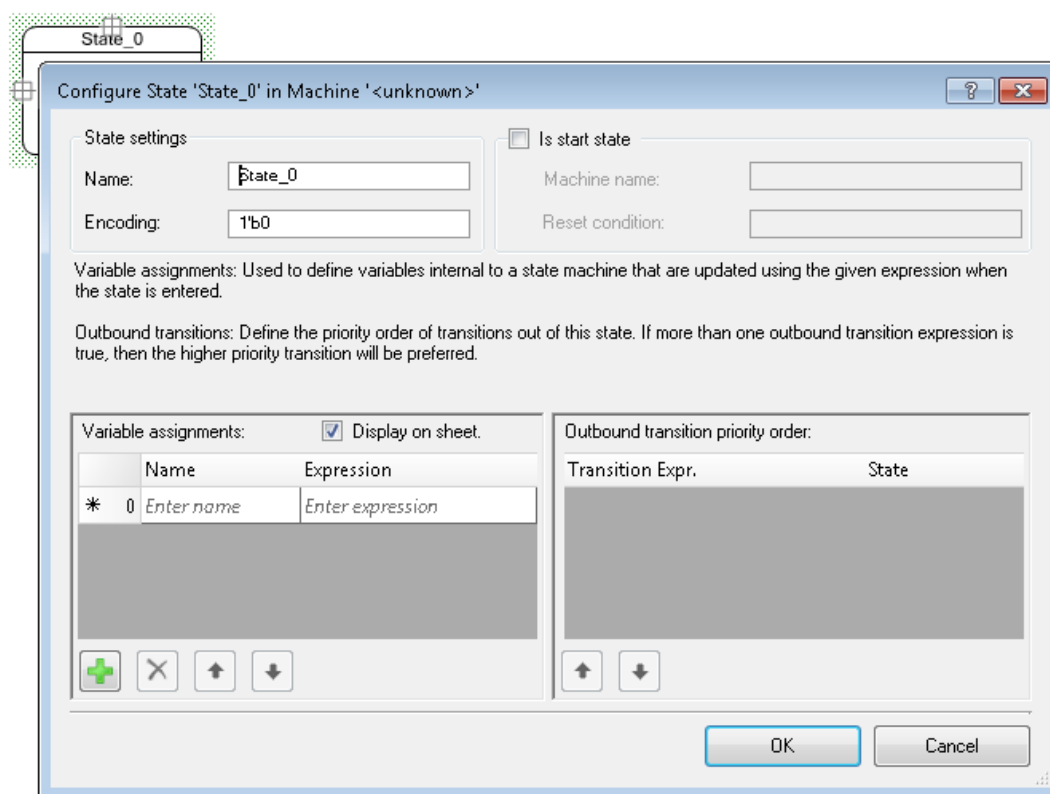 State_0
Configure State 'State_0' in Machine '<unknown>'
State settings
Name: State_0
Encoding: 1'b0
Is start state
Machine name:
Reset condition:
Variable assignments: Used to define variables internal to a state machine that are updated using the given expression when
the state is entered.
Outbound transitions: Define the priority order of transitions out of this state. If more than one outbound transition expression is
true, then the higher priority transition will be preferred.
Variable assignments: Display on sheet.
Name Expression
* 0 Enter name Enter expression
Outbound transition priority order:
Transition Expr. State
OK Cancel